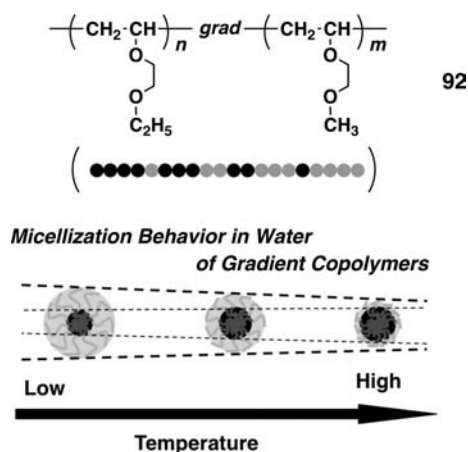 —(CH₂-CH)n— grad —(CH₂-CH)m—
O O
O O
C₂H₅ CH₃
92
Micellization Behavior in Water
of Gradient Copolymers
Low High
Temperature